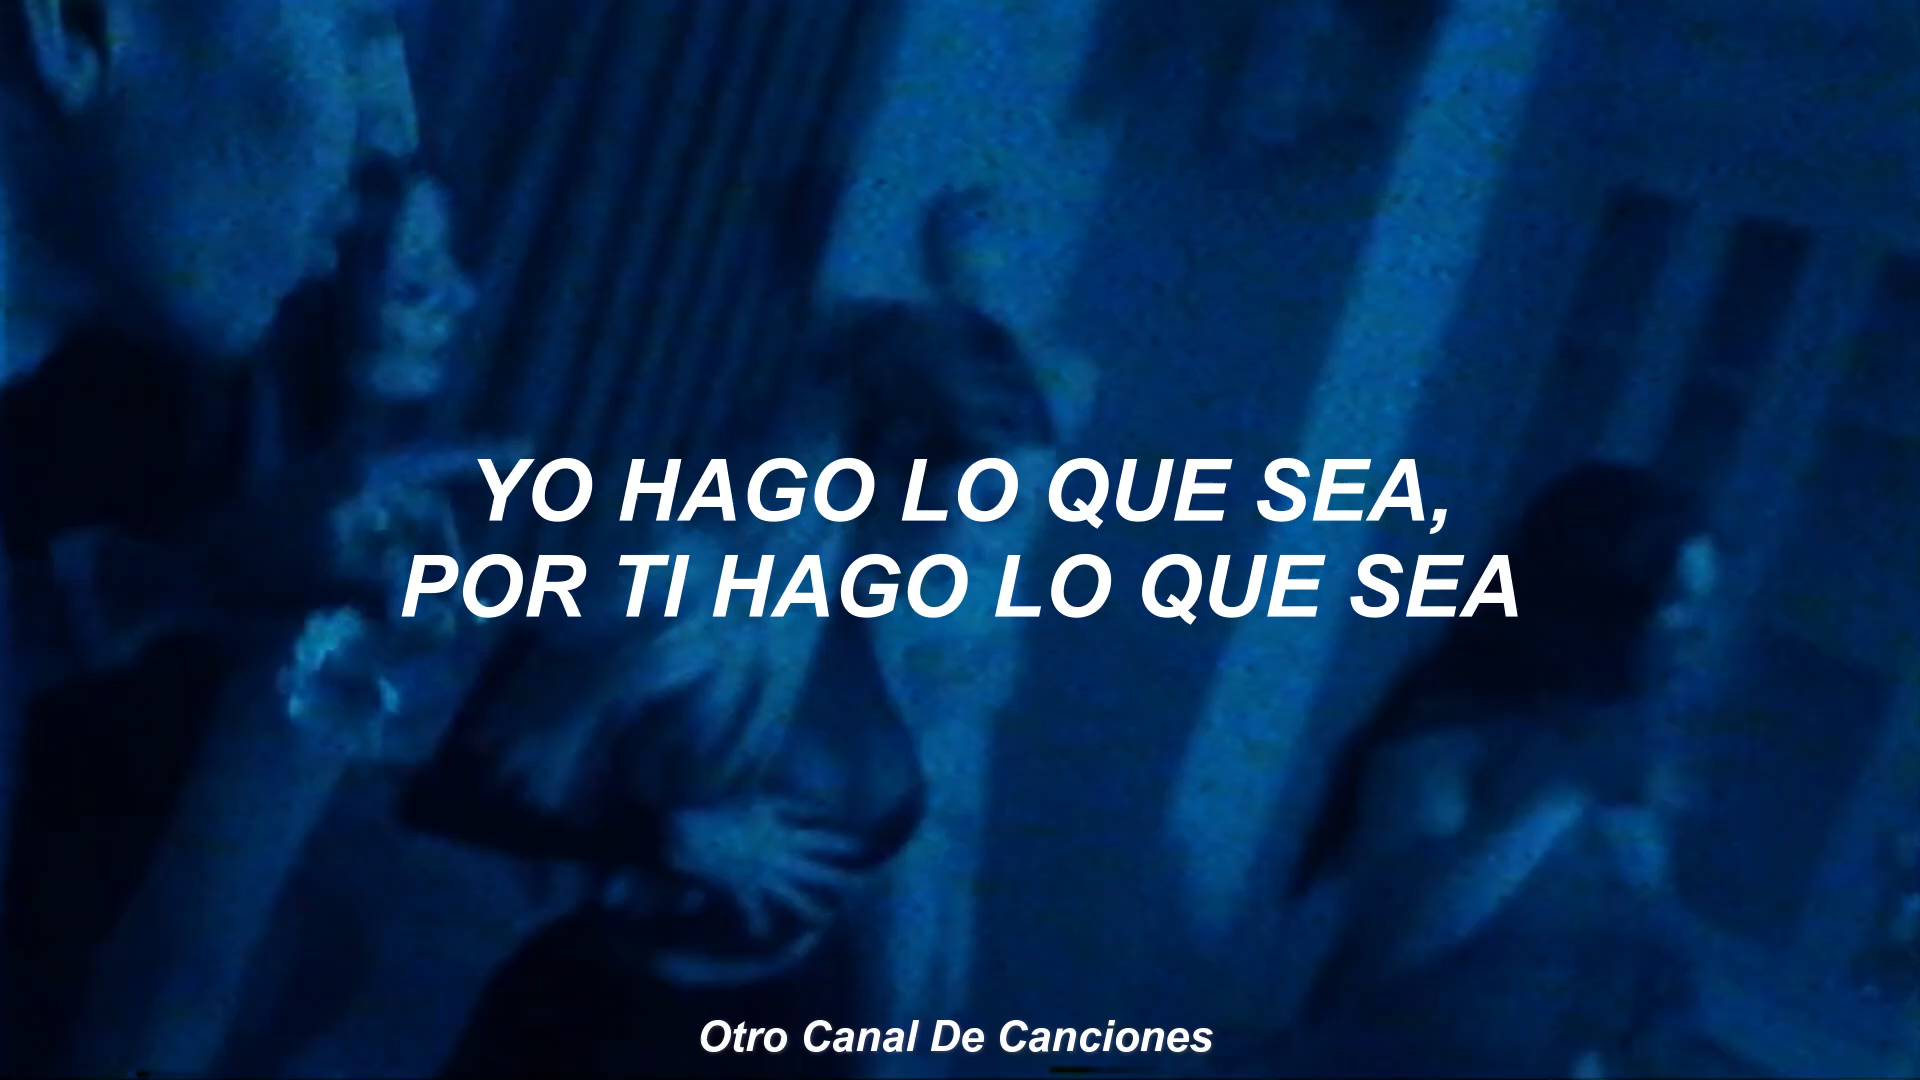 YO HAGO LO QUE SEA,
POR TI HAGO LO QUE SEA
Otro Canal De Canciones